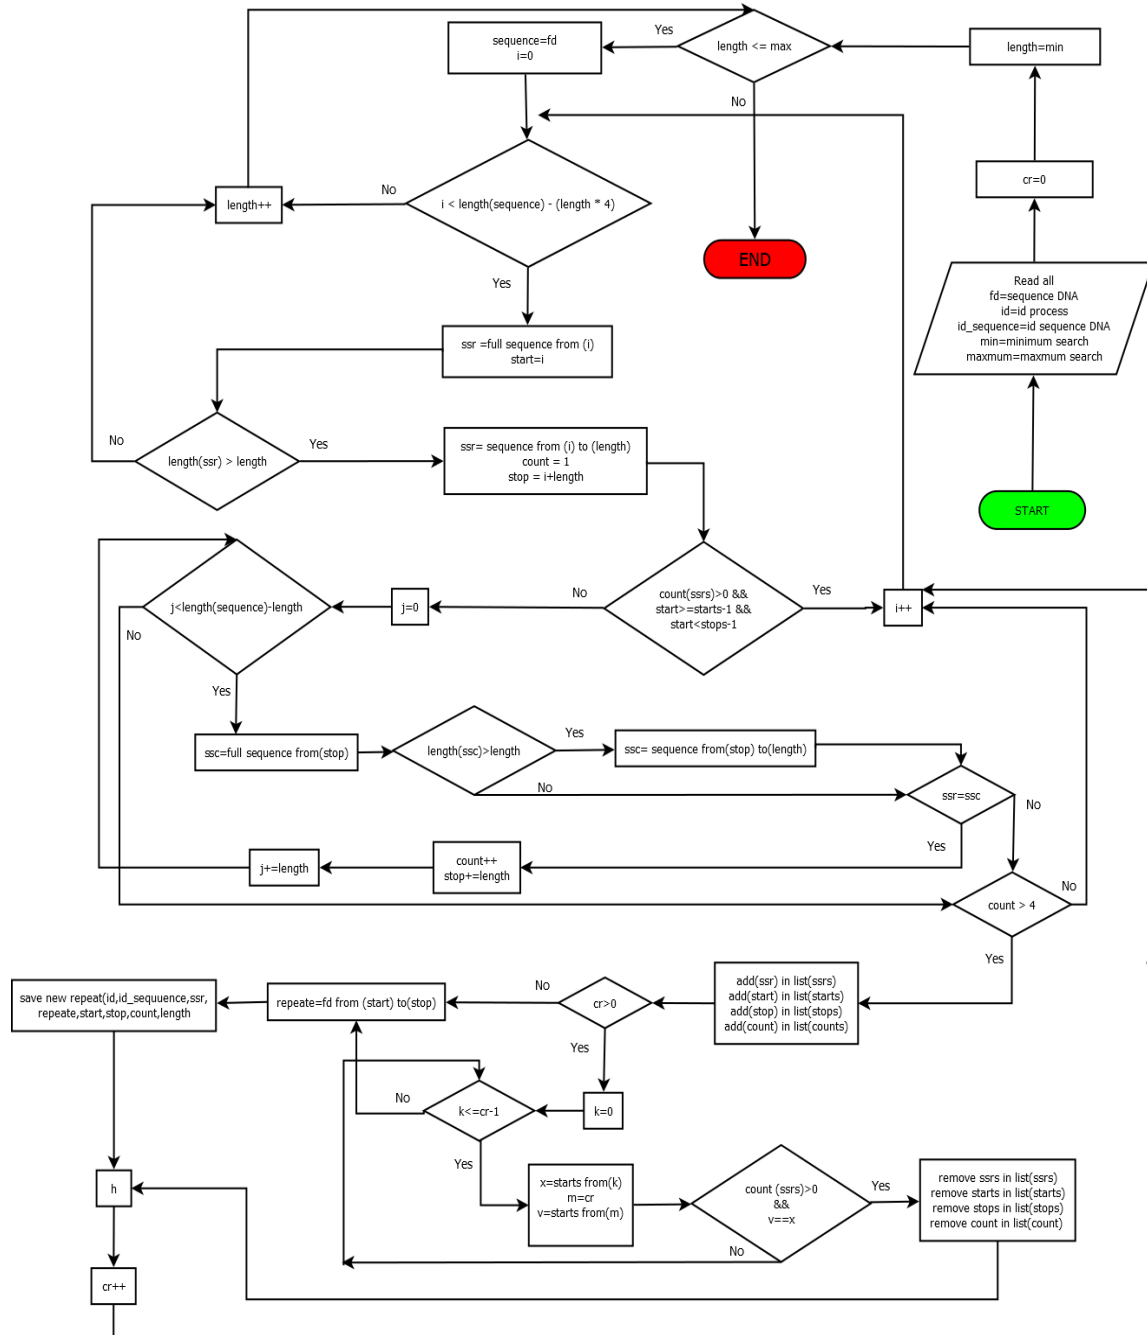 sequence=fd
i=0
Yes
length <= max
length=min
No
cr=0
No
length++
i < length(sequence) - (length * 4)
END
Yes
Read all
fd=sequence DNA
id=id process
id_sequence=id sequence DNA
min=minimum search
maxmum=maxmum search
ssr =full sequence from (i)
start=i
No
length(ssr) > length
Yes
ssr= sequence from (i) to (length)
count = 1
stop = i+length
START
j<length(sequence)-length
No
j=0
No
count(ssrs)>0 &&
start>=starts-1 &&
start<stops-1
Yes
i++
Yes
ssc=full sequence from(stop)
length(ssc)>length
Yes
ssc= sequence from(stop) to(length)
No
ssr=ssc
No
Yes
j+=length
count++
stop+=length
count > 4
No
Yes
save new repeat(id,id_sequuence,ssr,
repeate,start,stop,count,length
repeate=fd from (start) to(stop)
No
cr>0
add(ssr) in list(ssrs)
add(start) in list(starts)
add(stop) in list(stops)
add(count) in list(counts)
Yes
No
k<=cr-1
k=0
Yes
h
x=starts from(k)
m=cr
v=starts from(m)
count (ssrs)>0
&&
v==x
Yes
remove ssrs in list(ssrs)
remove starts in list(starts)
remove stops in list(stops)
remove count in list(count)
No
cr++